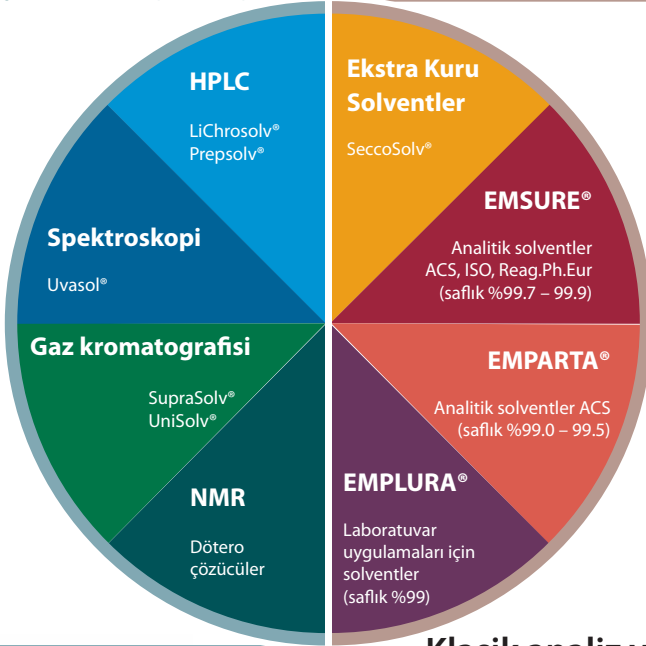 HPLC
LiChrosolv®
Prepsolv®
Ekstra Kuru
Solventler
SeccoSolv®
Spektroskopi
Uvasol®
EMSURE®
Analitik solventler
ACS, ISO, Reag.Ph.Eur
(saflık %99.7 – 99.9)
Gaz kromatografisi
SupraSolv®
UniSolv®
EMPARTA®
Analitik solventler ACS
(saflık %99.0 – 99.5)
NMR
Dötero
çözücüler
EMPLURA®
Laboratuvar
uygulamaları için
solventler
(saflık %99)
Klasik analiz